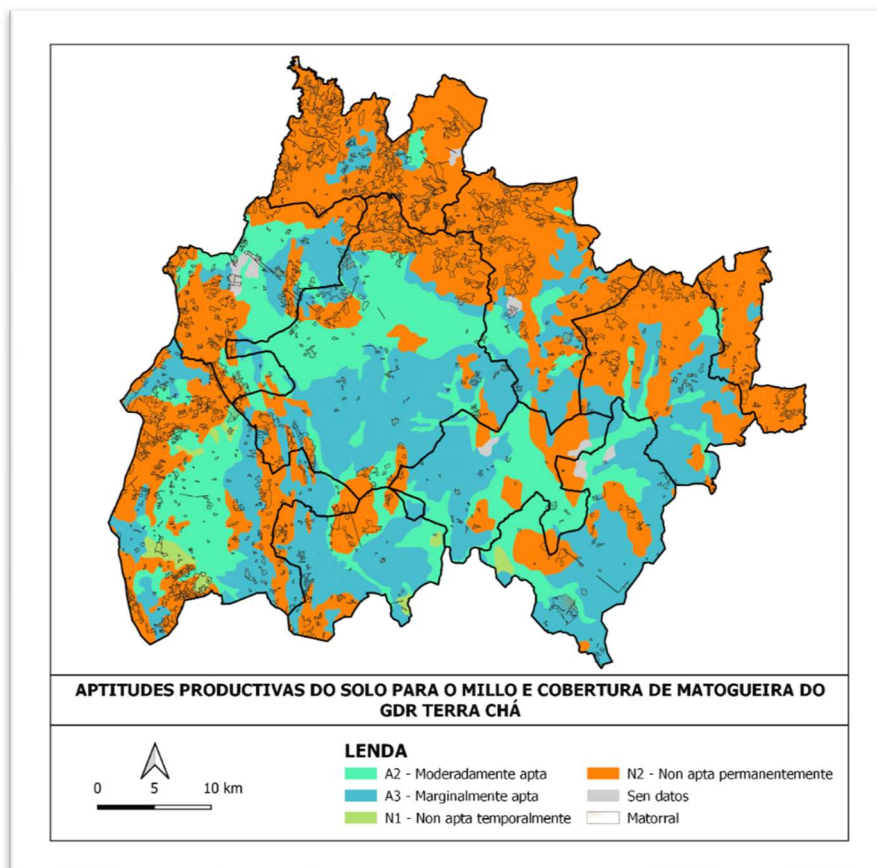 APTITUDES PRODUCTIVAS DO SOLO PARA O MILLO E COBERTURA DE MATOGUEIRA DO
GDR TERRA CHÁ
0 5 10 km
LENDA
A2 - Moderadamente apta
A3 - Marginalmente apta
N1 - Non apta temporalmente
N2 - Non apta permanentemente
Sen datos
Matorral